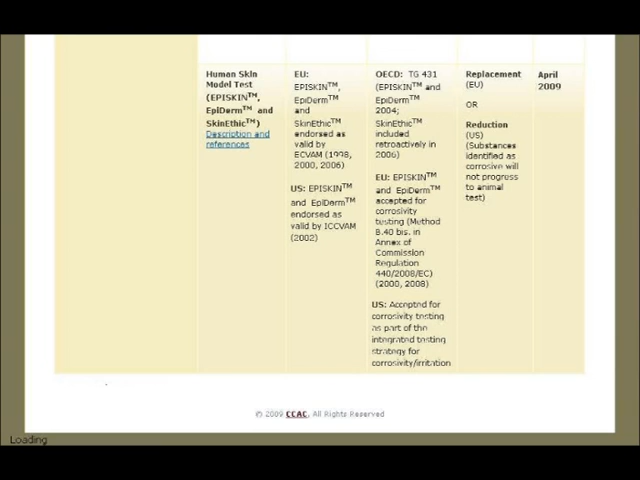 Human Skin
Model Test
(EPISKIN™,
EpiDerm™ and
SkinEthic™)
Description and
references
EU:
EPISKIN™,
EpiDerm™
and
SkinEthic™
endorsed as
valid by
ECVAM (1998,
2000, 2006)
US: EPISKIN™
and EpiDerm™
endorsed as
valid by ICCVAM
(2002)
OECD: TG 431
(EPISKIN™ and
EpiDerm™
2004;
SkinEthic™
included
retroactively in
2006)
EU: EPISKIN™
and EpiDerm™
accepted for
corrosivity
testing (Method
B.40 bis. in
Annex of
Commission
Regulation
440/2008/EC)
(2000, 2008)
US: Accepted for
corrosivity testing
as part of the
integrated testing
strategy for
corrosivity/irritation
Replacement
(EU)
OR
Reduction
(US)
(Substances
identified as
corrosive will
not progress
to animal
test)
April
2009
© 2009 CCAC, All Rights Reserved
Loading